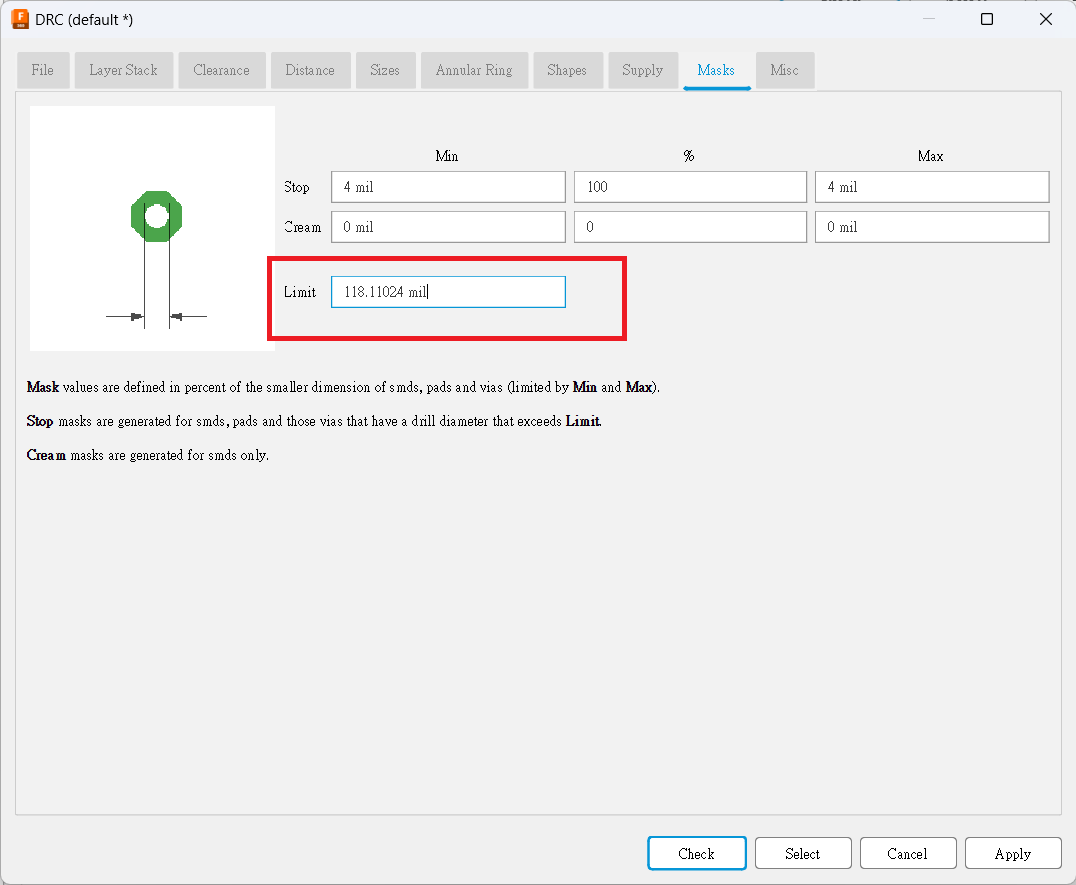 DRC (default *)
File Layer Stack Clearance Distance Sizes Annular Ring Shapes Supply Masks Misc
Min % Max
Stop 4 mil 100 4 mil
Cream 0 mil 0 0 mil
Limit 118.11024 mil
Mask values are defined in percent of the smaller dimension of smds, pads and vias (limited by Min and Max).
Stop masks are generated for smds, pads and those vias that have a drill diameter that exceeds Limit.
Cream masks are generated for smds only.
Check Select Cancel Apply